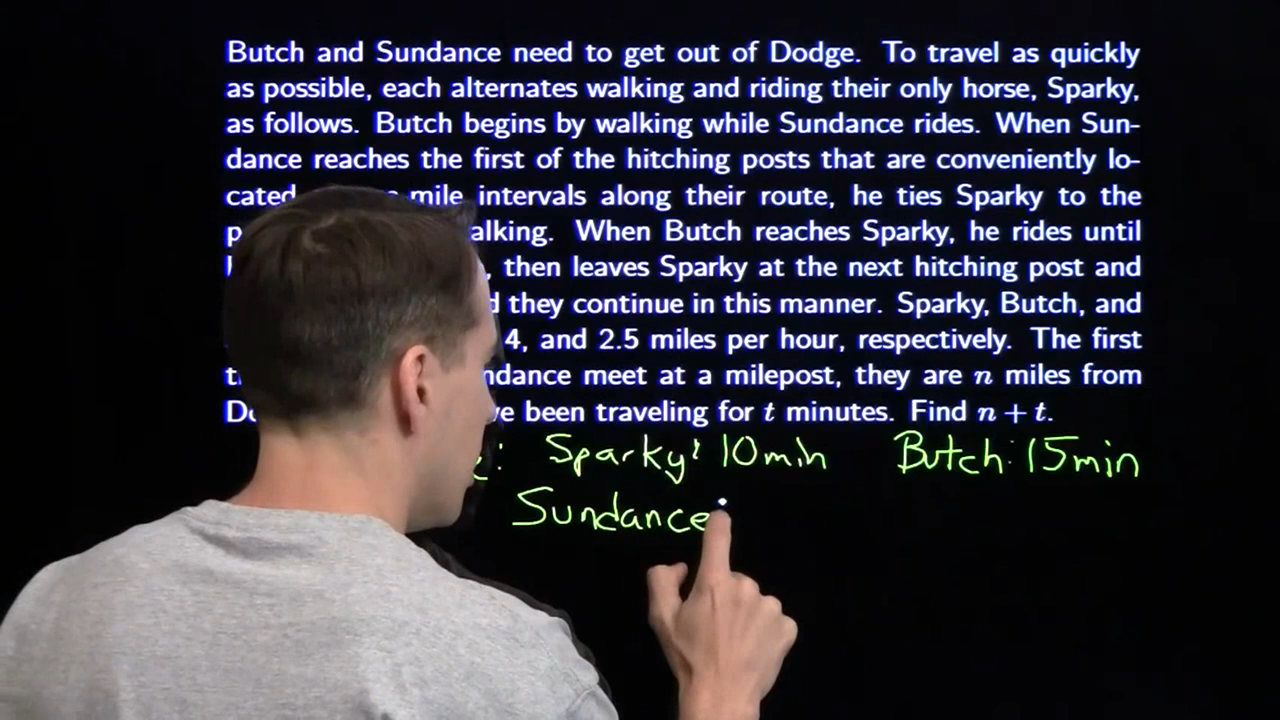 Butch and Sundance need to get out of Dodge. To travel as quickly
as possible, each alternates walking and riding their only horse, Sparky,
as follows. Butch begins by walking while Sundance rides. When Sun-
dance reaches the first of the hitching posts that are conveniently lo-
cated mile intervals along their route, he ties Sparky to the
When Butch reaches Sparky, he rides until
, then leaves Sparky at the next hitching post and
they continue in this manner. Sparky, Butch, and
4, and 2.5 miles per hour, respectively. The first
meet at a milepost, they are n miles from
been traveling for t minutes. Find n + t.
Sparky: 10min Butch: 15min
Sundance